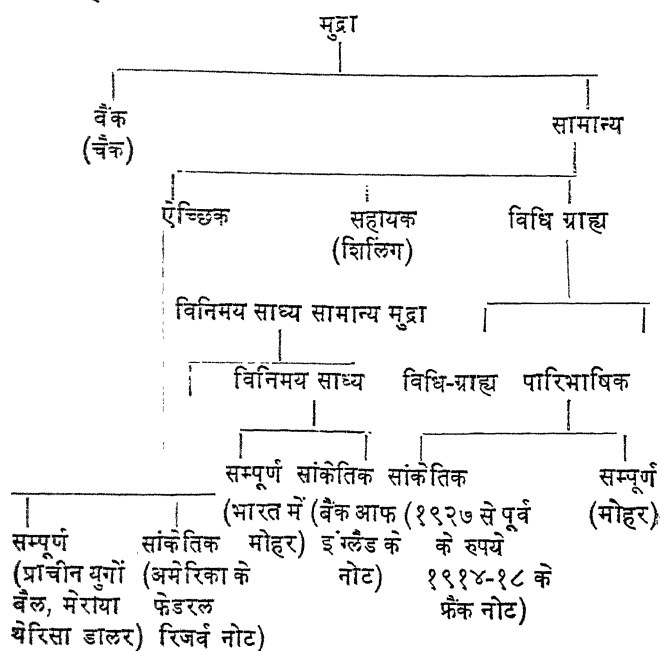 मुद्रा
बैंक सामान्य
(चैक)
ऐच्छिक सहायक विधि ग्राह्य
(शिलिंग)
विनिमय साध्य सामान्य मुद्रा
विनिमय साध्य विधि-ग्राह्य पारिभाषिक
सम्पूर्ण सांकेतिक सांकेतिक सम्पूर्ण
(भारत में (बैंक आफ (१९२७ से पूर्व (मोहर)
सम्पूर्ण सांकेतिक मोहर) इंग्लैंड के के रुपये
(प्राचीन युगों (अमेरिका के नोट) १९१४-१८ के
बैल, मेराया फेडरल फ्रैंक नोट)
थेरिसा डालर) रिजर्व नोट)